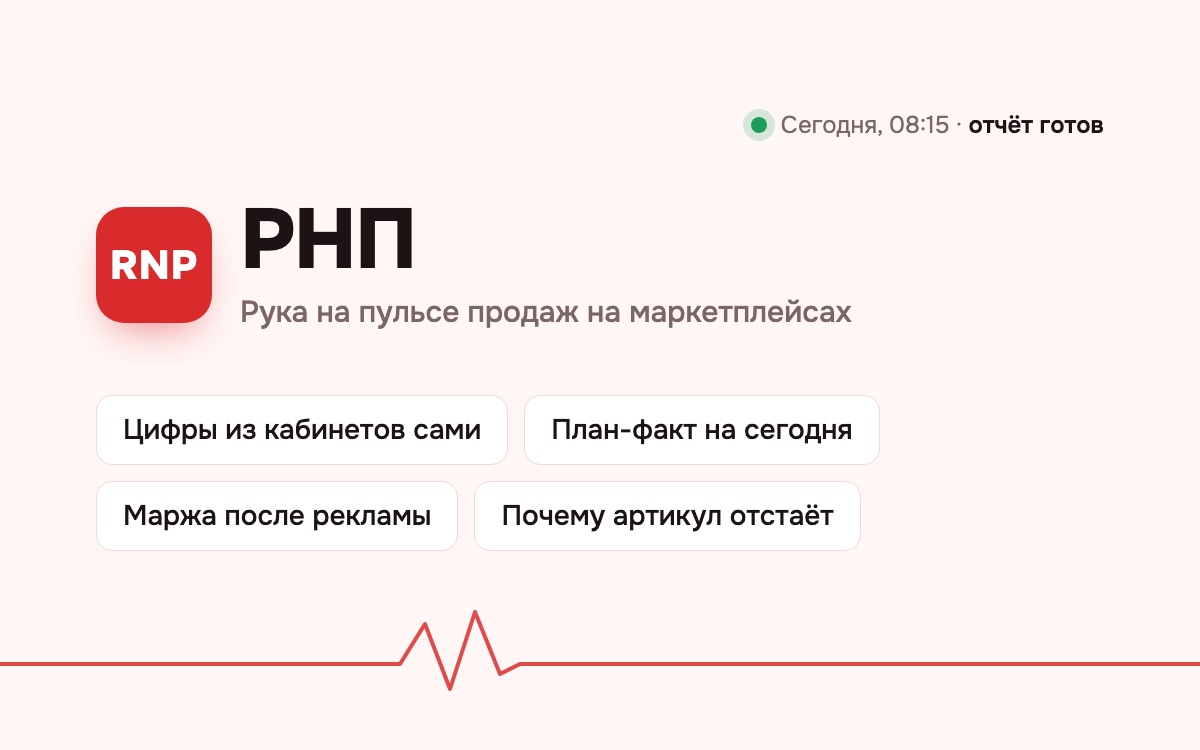 Сегодня, 08:15 · отчёт готов
RNP
РНП
Рука на пульсе продаж на маркетплейсах
Цифры из кабинетов сами
План-факт на сегодня
Маржа после рекламы
Почему артикул отстаёт